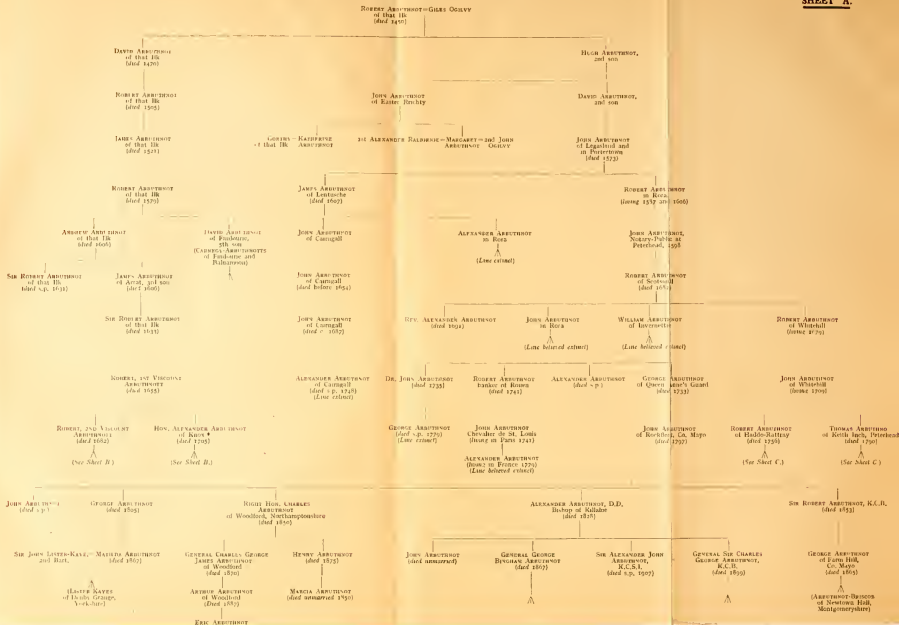 SHEET A.
ROBERT ARBUTHNOT=GILES OGILVY
of that Ilk
(died 1450)
DAVID ARBUTHNOT
of that Ilk
(died 1470)
HUGH ARBUTHNOT,
2nd son
ROBERT ARBUTHNOT
of that Ilk
(died 1505)
JOHN ARBUTHNOT
of Easter Brichty
DAVID ARBUTHNOT,
2nd son
JAMES ARBUTHNOT
of that Ilk
(died 1521)
KATHERINE
of that Ilk ARBUTHNOT
1st ALEXANDER BALBIRNIE=MARGARET=2nd JOHN
ARBUTHNOT OGILVY
JOHN ARBUTHNOT
of Legasland and
in Portertown
(died 1573)
ROBERT ARBUTHNOT
of that Ilk
(died 1579)
JAMES ARBUTHNOT
of Lentusche
(died 1607)
ROBERT ARBUTHNOT
in Rora
(living 1587 and 1606)
ANDREW ARBUTHNOT
of that Ilk
(died 1606)
DAVID ARBUTHNOT
of Findourie,
5th son
(CARNEGY-ARBUTHNOTTS
of Findourie and
Balnamoon)
JOHN ARBUTHNOT
of Cairngall
ALEXANDER ARBUTHNOT
in Rora
(Line extinct)
JOHN ARBUTHNOT,
Notary-Public at
Peterhead, 1598
SIR ROBERT ARBUTHNOT
of that Ilk
(died s.p. 1631)
JAMES ARBUTHNOT
of Arrat, 3rd son
(died 1606)
JOHN ARBUTHNOT
of Cairngall
(died before 1654)
ROBERT ARBUTHNOT
of Scotsmill
SIR ROBERT ARBUTHNOT
of that Ilk
(died 1633)
JOHN ARBUTHNOT
of Cairngall
(died c. 1687)
REV. ALEXANDER ARBUTHNOT
(died 1691)
JOHN ARBUTHNOT
in Rora
(Line believed extinct)
WILLIAM ARBUTHNOT
of Invernettie
(Line believed extinct)
ROBERT ARBUTHNOT
of Whitehill
ROBERT, 1ST VISCOUNT
ARBUTHNOTT
(died 1655)
ALEXANDER ARBUTHNOT
of Cairngall
(died s.p. 1748)
(Line extinct)
DR. JOHN ARBUTHNOT
(died 1735)
ROBERT ARBUTHNOT
banker of Rouen
(died 1741)
ALEXANDER ARBUTHNOT
(died s.p.)
GEORGE ARBUTHNOT
of Queen Anne's Guard
(died 1733)
JOHN ARBUTHNOT
of Whitehill
(died 1709)
ROBERT, 2ND VISCOUNT
ARBUTHNOTT
(died 1682)
(See Sheet B)
HON. ALEXANDER ARBUTHNOT
of Knox
(died 1705)
(See Sheet B.)
GEORGE ARBUTHNOT
(died s.p. 1779)
(Line extinct)
JOHN ARBUTHNOT
Chevalier de St. Louis
(living in Paris 1741)
ALEXANDER ARBUTHNOT
(living in France 1779)
(Line believed extinct)
JOHN ARBUTHNOT
of Rockfleet, Co. Mayo
(died 1797)
ROBERT ARBUTHNOT
of Haddo-Rattray
(died 1756)
(See Sheet C.)
THOMAS ARBUTHNO
of Keith Inch, Peterhead
(died 1790)
(See Sheet C)
JOHN ARBUTHNOT
(died s.p.)
GEORGE ARBUTHNOT
RIGHT HON. CHARLES
ARBUTHNOT
of Woodford, Northamptonshire
(died 1850)
ALEXANDER ARBUTHNOT, D.D.
Bishop of Killaloe
(died 1828)
SIR ROBERT ARBUTHNOT, K.C.B.
(died 1853)
SIR JOHN LISTER-KAYE,=MATILDA ARBUTHNOT
2nd Bart. (died 1867)
(LISTER KAYES
of Denby Grange,
Yorkshire)
GENERAL CHARLES GEORGE
JAMES ARBUTHNOT
of Woodford
(died 1870)
ARTHUR ARBUTHNOT
of Woodford
(Died 1887)
ERIC ARBUTHNOT
HENRY ARBUTHNOT
(died 1875)
MARCIA ARBUTHNOT
(died unmarried 1850)
JOHN ARBUTHNOT
(died unmarried)
GENERAL GEORGE
BINGHAM ARBUTHNOT
(died 1867)
SIR ALEXANDER JOHN
ARBUTHNOT,
K.C.S.I.
(died s.p. 1907)
GENERAL SIR CHARLES
GEORGE ARBUTHNOT,
K.C.B.
(died 1899)
GEORGE ARBUTHNOT
of Farm Hill,
Co. Mayo
(died 1865)
(ARBUTHNOT-BRISCOE
of Newtown Hall,
Montgomeryshire)